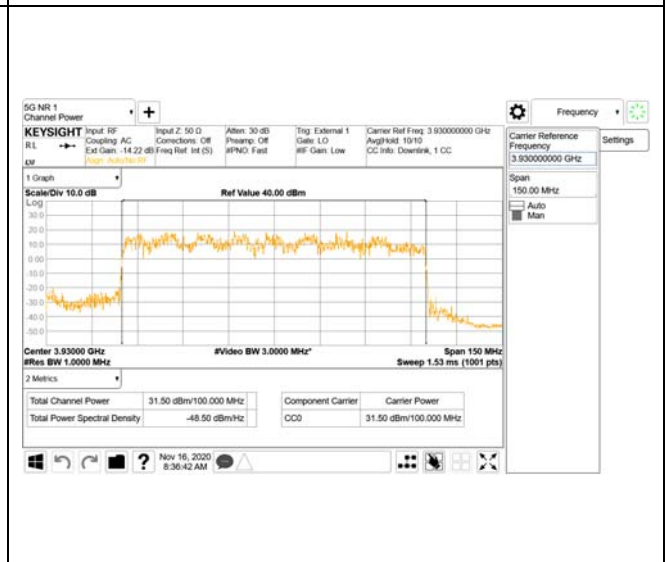 5G NR 1
Channel Power
+
Frequency
KEYSIGHT Input: RF Input Z: 50 Ω Atten: 30 dB Trig: External 1 Carrier Ref Freq: 3.930000000 GHz
RL Coupling: AC Corrections: Off Preamp: Off Gate: LO Avg|Hold: 10/10
Ext Gain: -14.22 dB Freq Ref: Int (S) #PNO: Fast #IF Gain: Low CC Info: Downlink, 1 CC
Align: Auto/No RF
Carrier Reference
Frequency
3.930000000 GHz
Settings
Span
150.00 MHz
Auto
Man
1 Graph
Scale/Div 10.0 dB Ref Value 40.00 dBm
Log
30.0
20.0
10.0
0.00
-10.0
-20.0
-30.0
-40.0
-50.0
Center 3.93000 GHz #Video BW 3.0000 MHz* Span 150 MHz
#Res BW 1.0000 MHz Sweep 1.53 ms (1001 pts)
2 Metrics
Total Channel Power 31.50 dBm/100.000 MHz Component Carrier Carrier Power
Total Power Spectral Density -48.50 dBm/Hz CC0 31.50 dBm/100.000 MHz
? Nov 16, 2020
8:36:42 AM